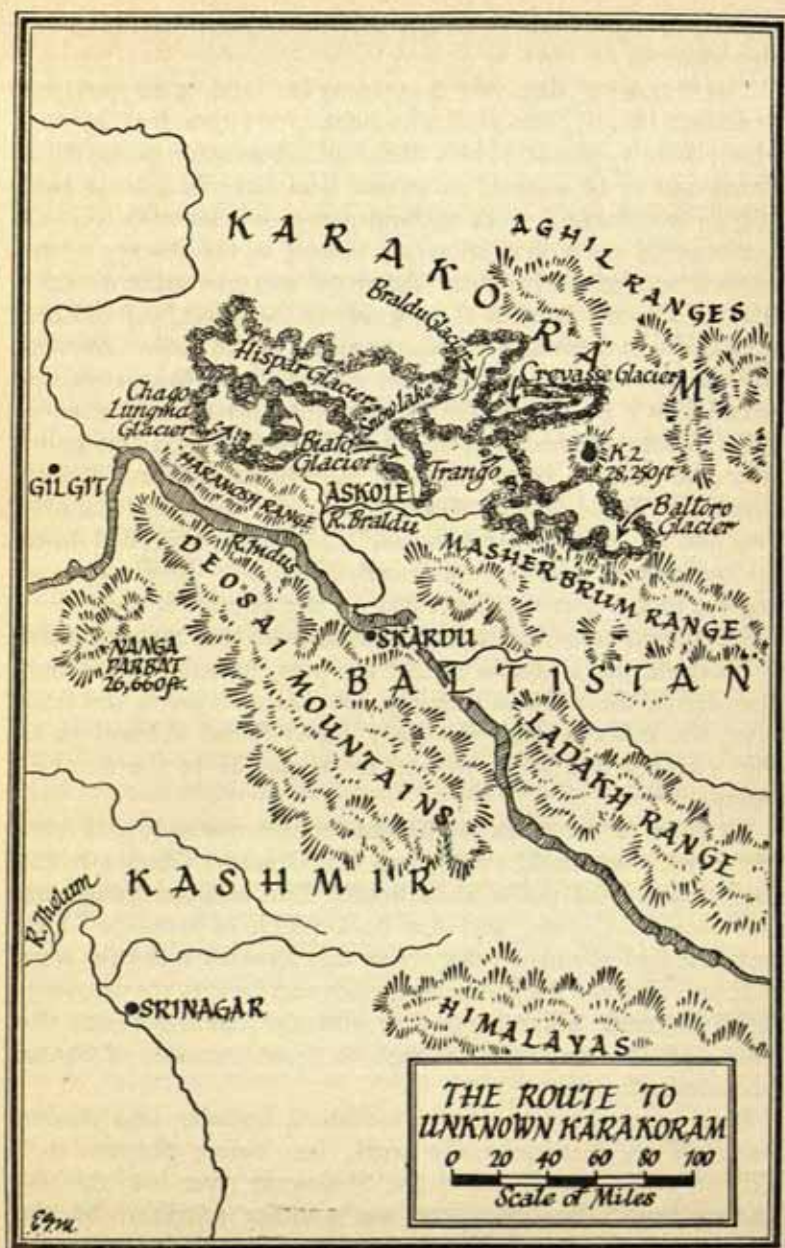 KARAKORAM
AGHIL RANGES
Braldu Glacier
Hispar Glacier
Crevasse Glacier
Snow lake
Chago
Lungma
Glacier
Biafo
Glacier
Trango
K2
28,250ft
GILGIT
HARAMOSH RANGE
ASKOLE
R. Braldu
Baltoro
Glacier
R. Indus
MASHERBRUM RANGE
DEOSAI MOUNTAINS
SKARDU
NANGA
PARBAT
26,660ft.
BALTISTAN
LADAKH RANGE
KASHMIR
R. Jhelum
SRINAGAR
HIMALAYAS
THE ROUTE TO
UNKNOWN KARAKORAM
0 20 40 60 80 100
Scale of Miles